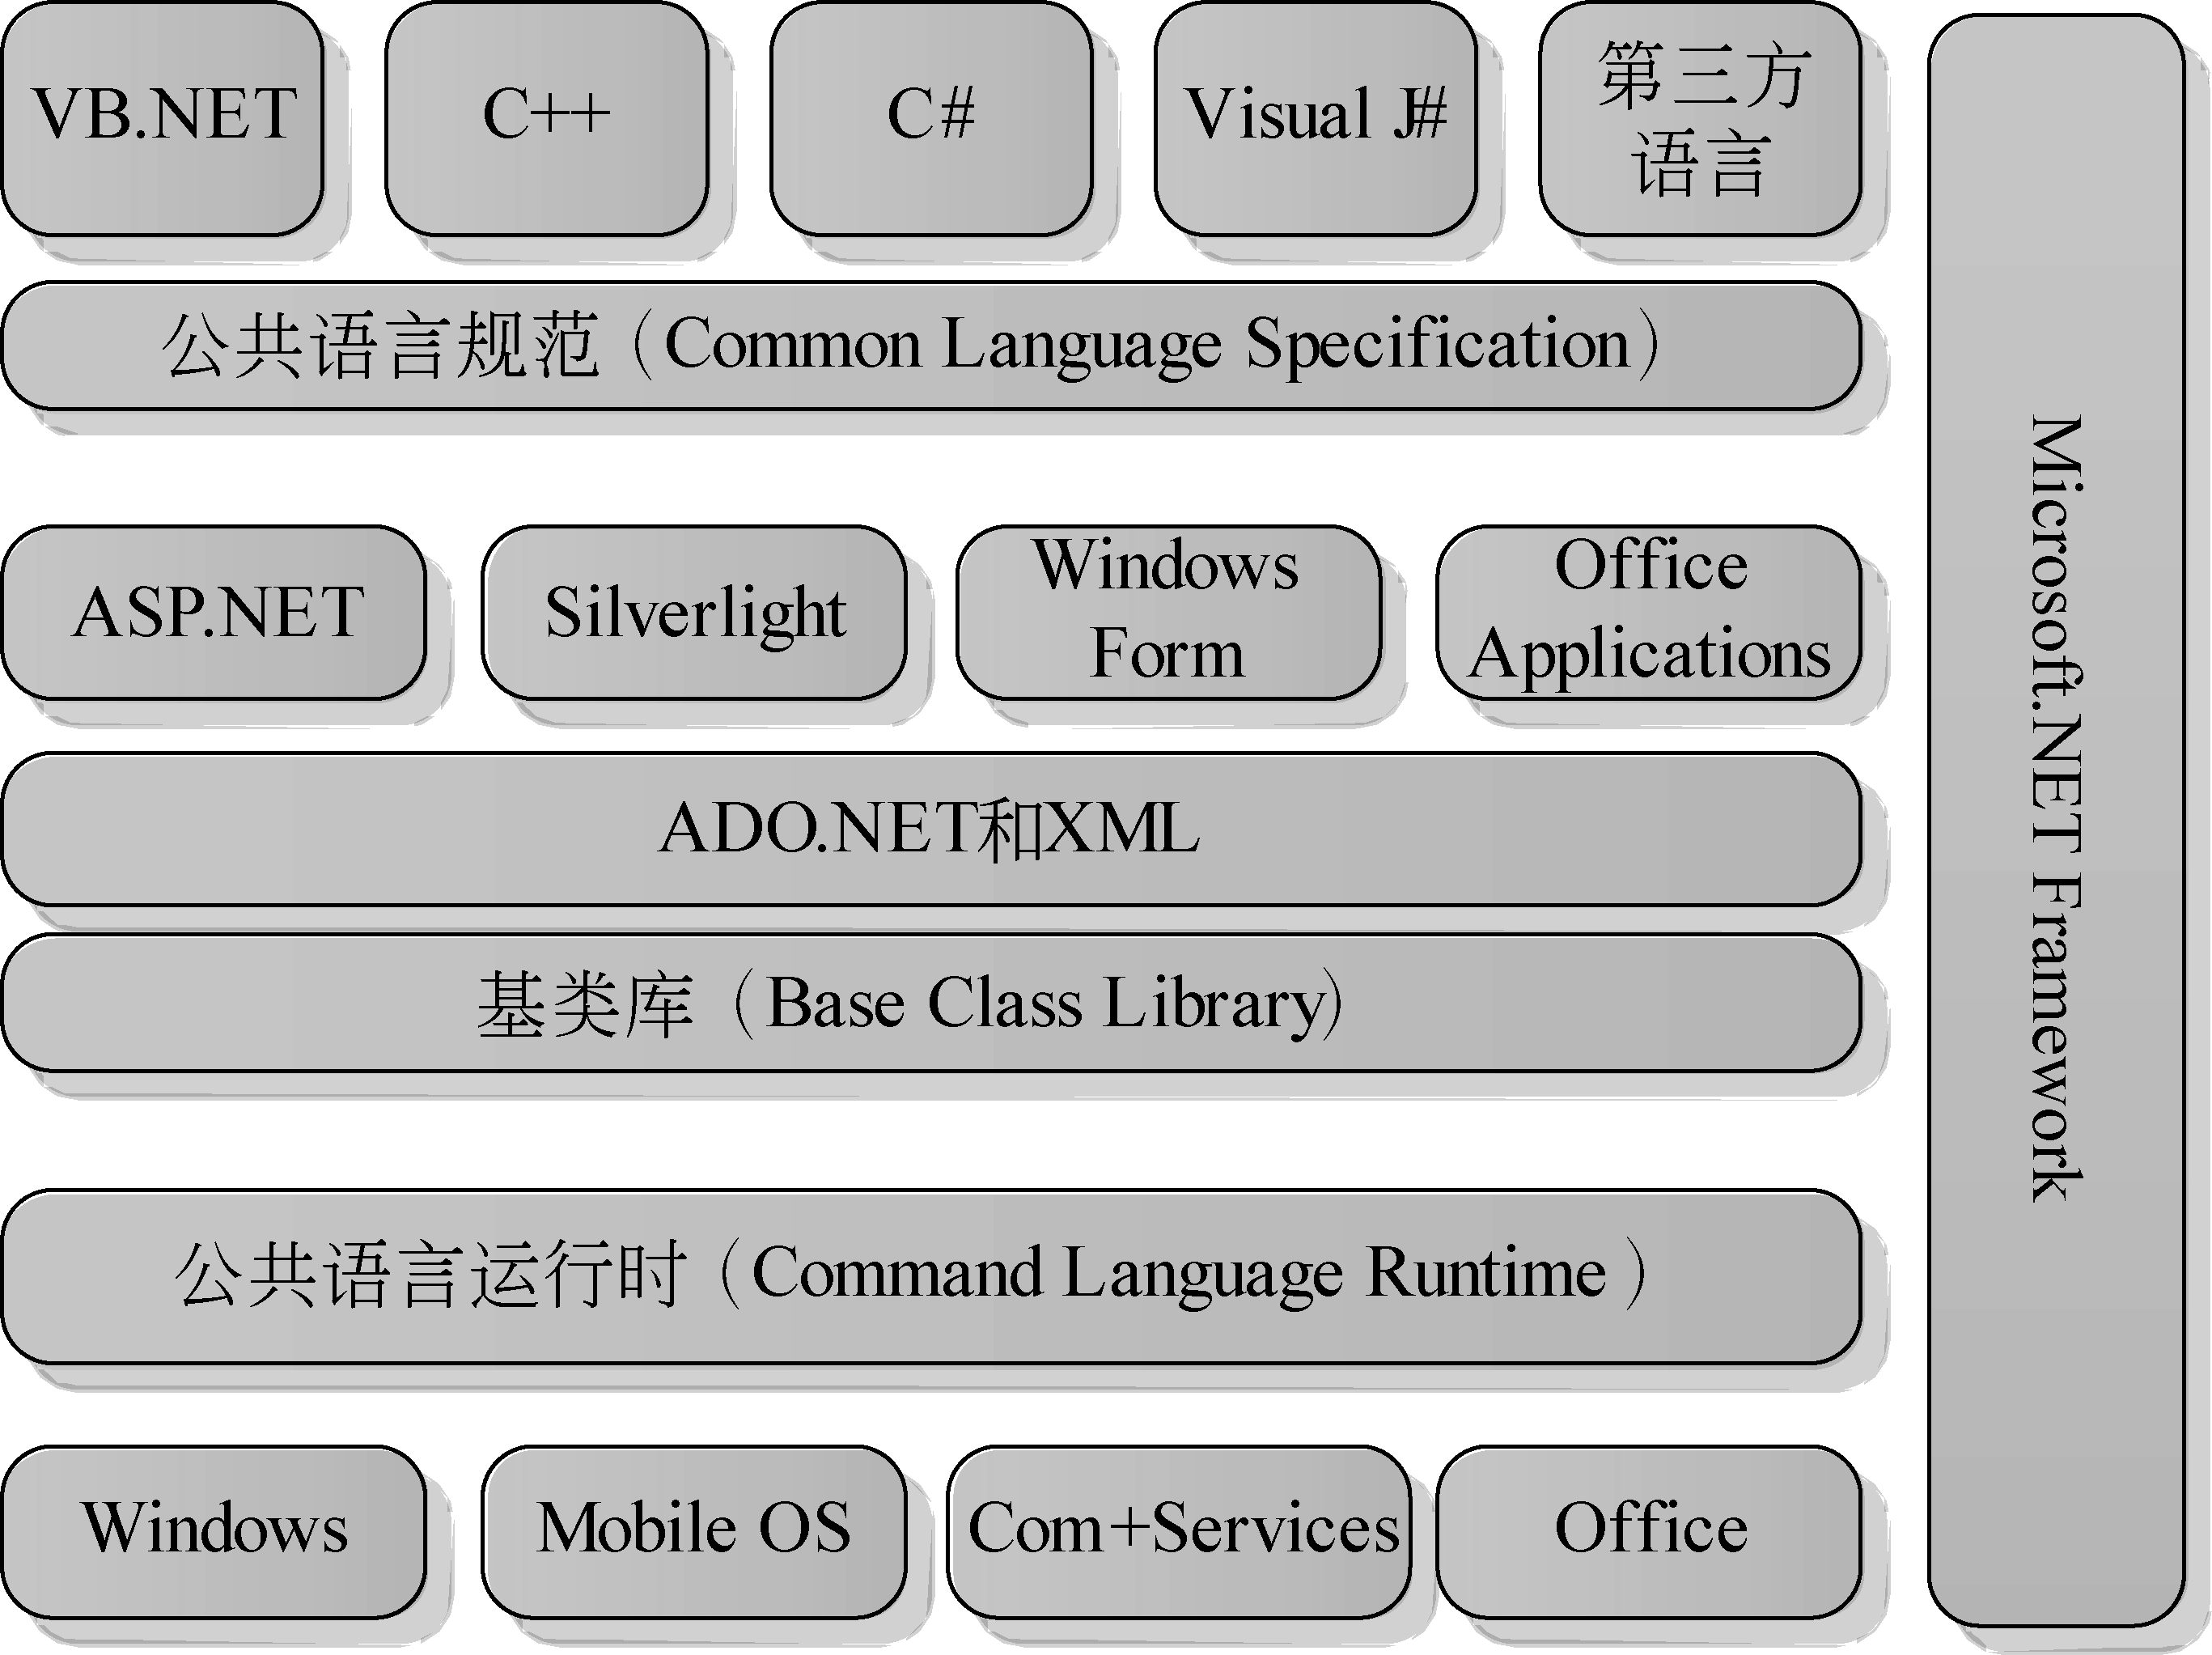 VB.NET
C++
C#
Visual J#
第三方
语言
公共语言规范（Common Language Specification）
ASP.NET
Silverlight
Windows
Form
Office
Applications
ADO.NET和XML
基类库（Base Class Library)
公共语言运行时（Command Language Runtime）
Windows
Mobile OS
Com+Services
Office
Microsoft.NET Framework